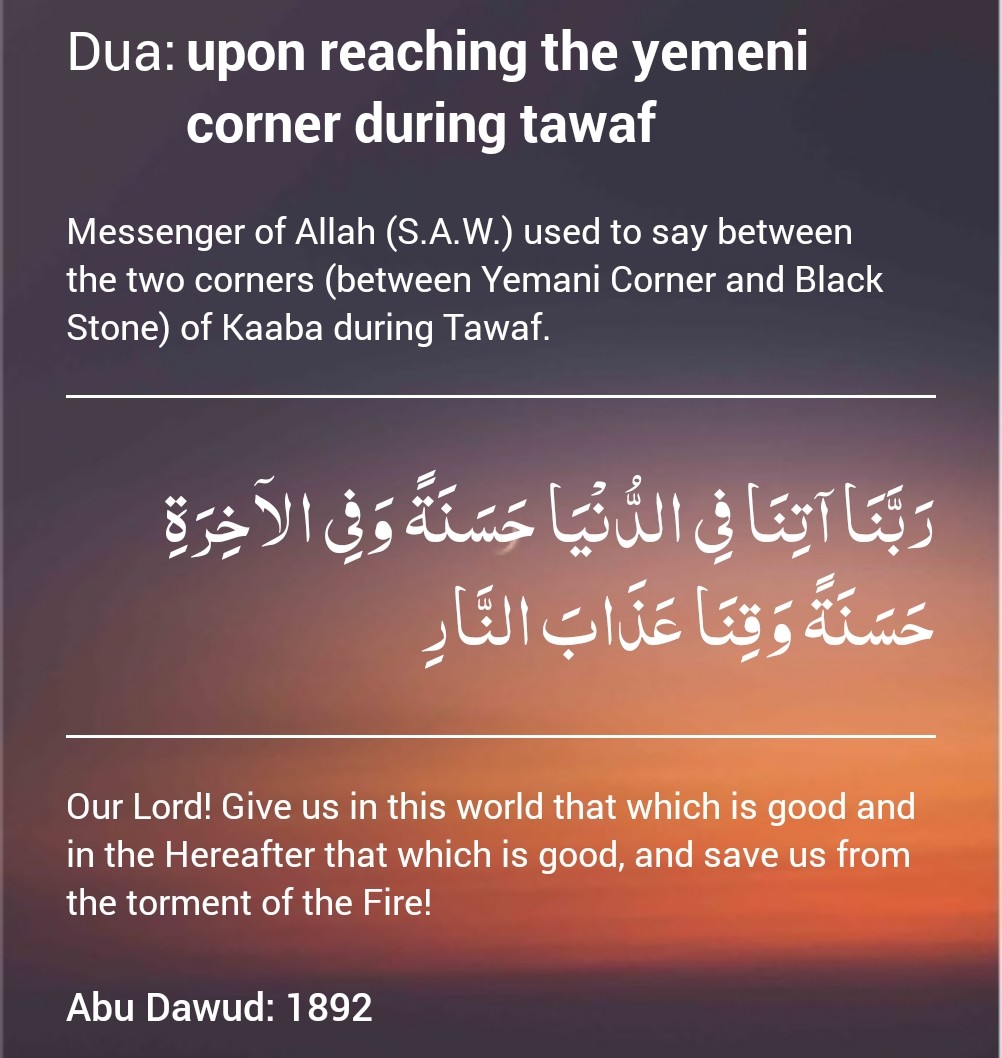 Dua: upon reaching the yemeni
corner during tawaf
Messenger of Allah (S.A.W.) used to say between
the two corners (between Yemani Corner and Black
Stone) of Kaaba during Tawaf.
رَبَّنَا آتِنَا فِي الدُّنْيَا حَسَنَةً وَفِي الآخِرَةِ
حَسَنَةً وَقِنَا عَذَابَ النَّارِ
Our Lord! Give us in this world that which is good and
in the Hereafter that which is good, and save us from
the torment of the Fire!
Abu Dawud: 1892